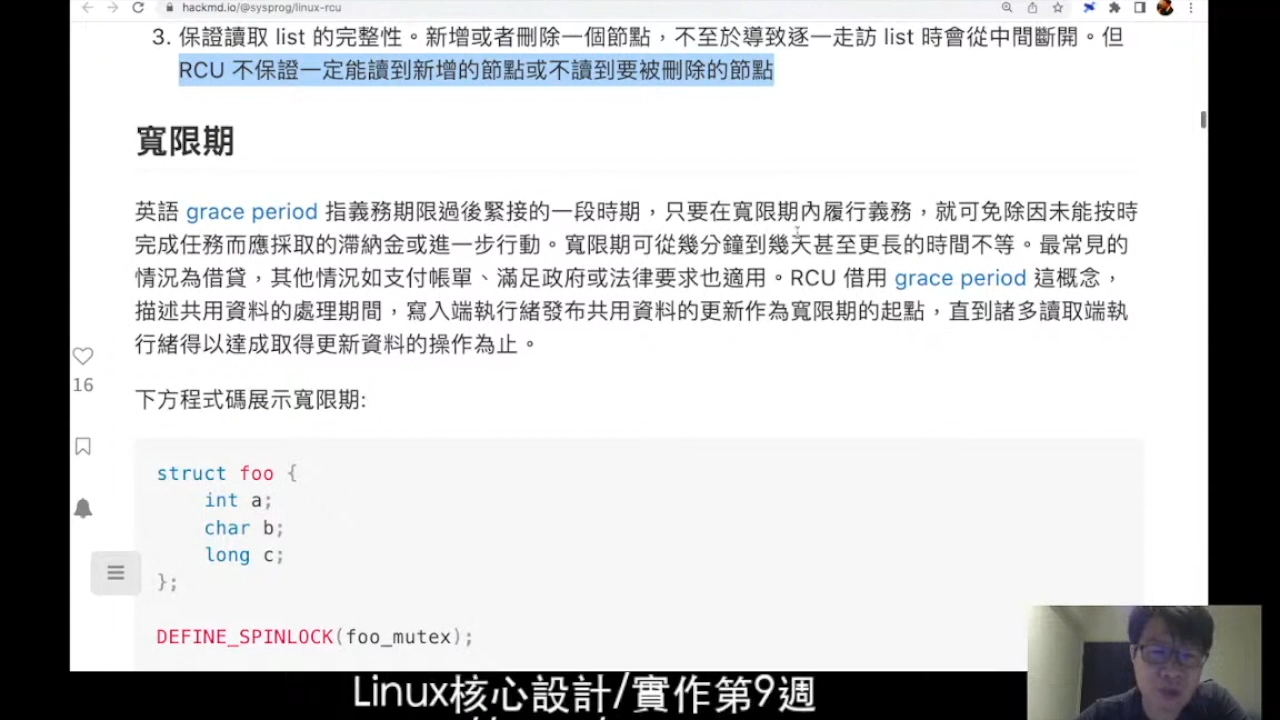 hackmd.io/@sysprog/linux-rcu
3. 保證讀取 list 的完整性。新增或者刪除一個節點，不至於導致逐一走訪 list 時會從中間斷開。但
RCU 不保證一定能讀到新增的節點或不讀到要被刪除的節點
寬限期
英語 grace period 指義務期限過後緊接的一段時期，只要在寬限期內履行義務，就可免除因未能按時
完成任務而應採取的滯納金或進一步行動。寬限期可從幾分鐘到幾天甚至更長的時間不等。最常見的
情況為借貸，其他情況如支付帳單、滿足政府或法律要求也適用。RCU 借用 grace period 這概念，
描述共用資料的處理期間，寫入端執行緒發布共用資料的更新作為寬限期的起點，直到諸多讀取端執
行緒得以達成取得更新資料的操作為止。
16
下方程式碼展示寬限期:
struct foo {
int a;
char b;
long c;
};
DEFINE_SPINLOCK(foo_mutex);
Linux核心設計/實作第9週